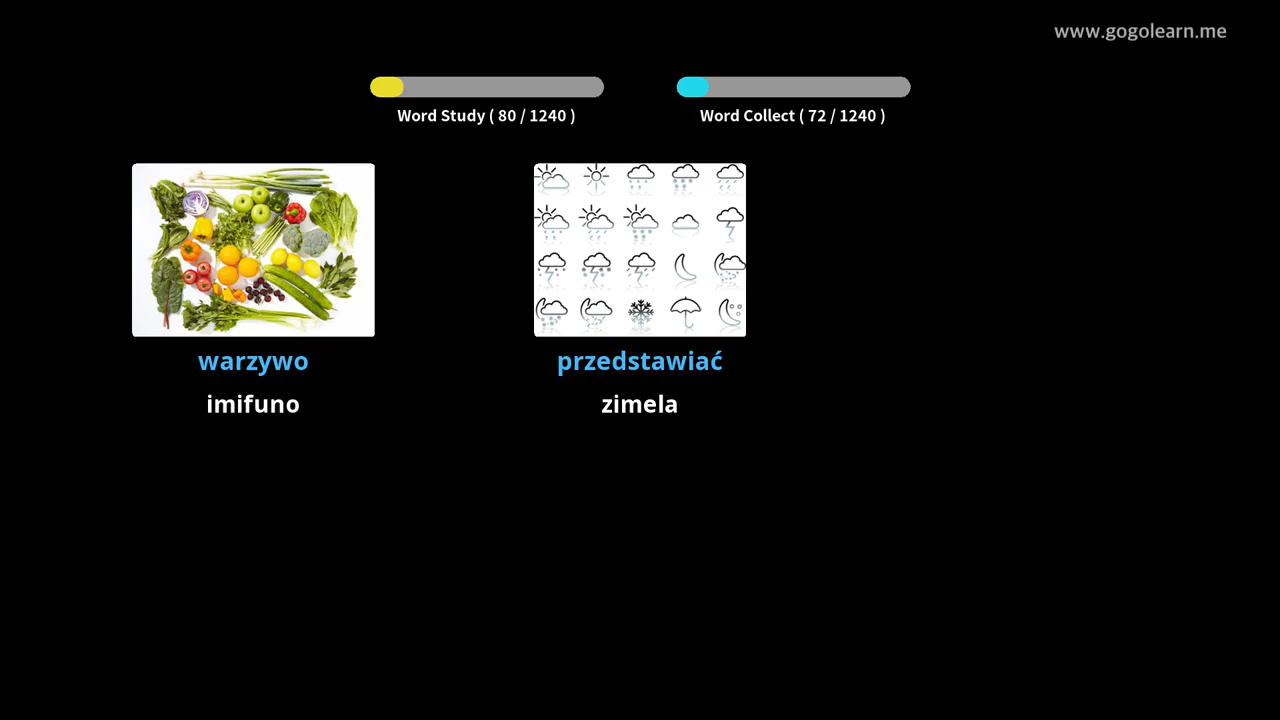 www.gogolearn.me
Word Study ( 80 / 1240 )
Word Collect ( 72 / 1240 )
warzywo
przedstawiać
imifuno
zimela